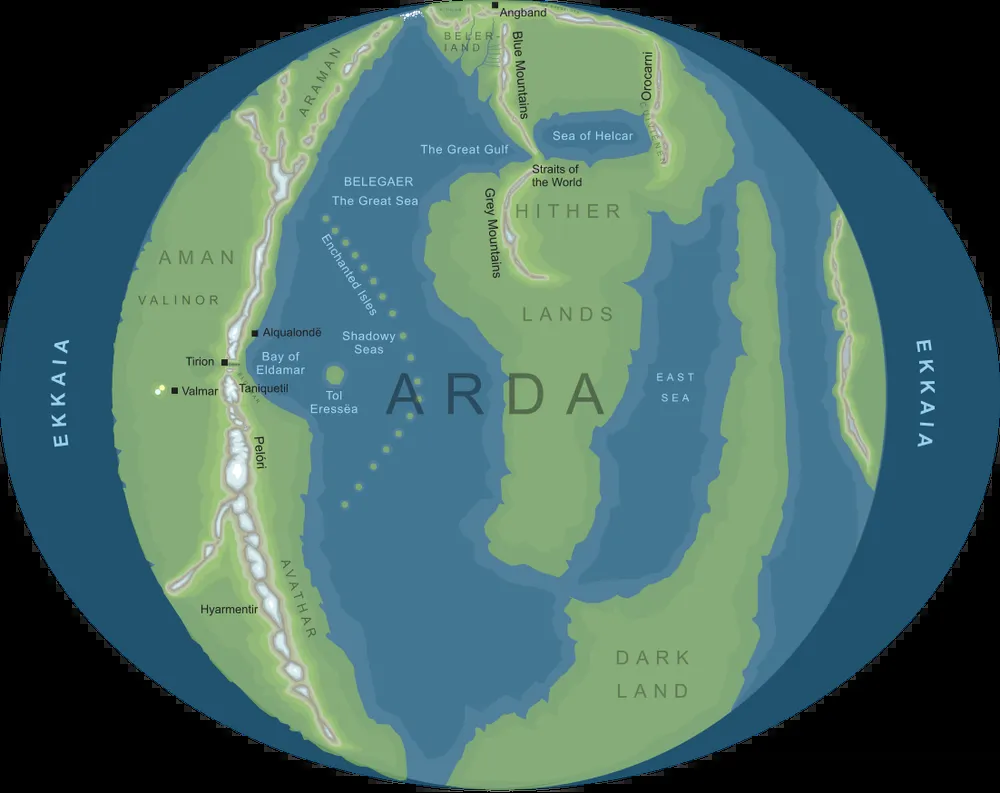 Angband
BELER-
IAND
Blue Mountains
Orocarni
ARAMAN
Sea of Helcar
The Great Gulf
Straits of
the World
BELEGAER
The Great Sea
Grey Mountains
HITHER
LANDS
Enchanted Isles
AMAN
VALINOR
Alqualondë
Shadowy
Seas
Tirion
Bay of
Eldamar
Valmar
Taniquetil
Tol
Eressëa
ARDA
EAST
SEA
EKKAIA
EKKAIA
Pelóri
AVATHAR
Hyarmentir
DARK
LAND